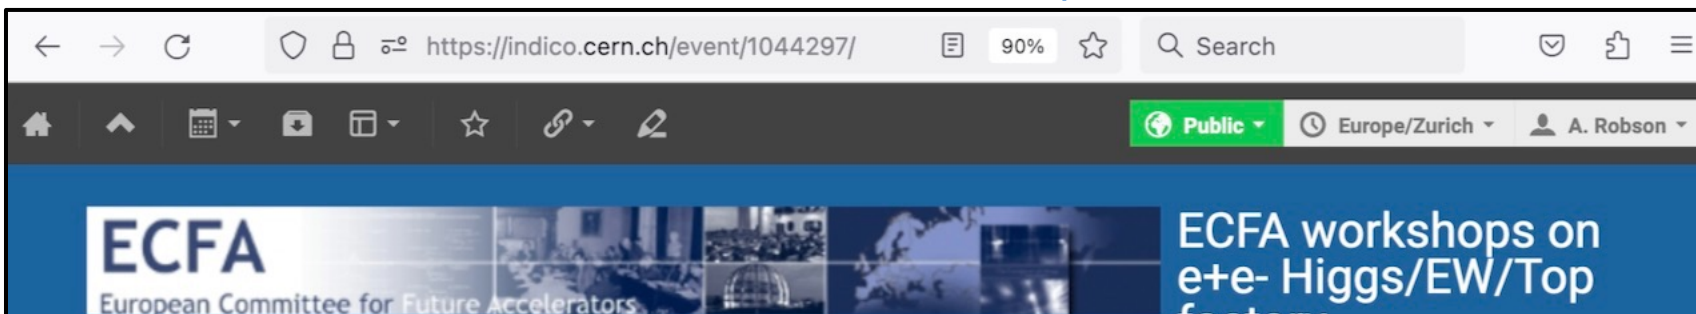 https://indico.cern.ch/event/1044297/ 90% Search
Public Europe/Zurich A. Robson
ECFA
European Committee for Future Accelerators
ECFA workshops on
e+e- Higgs/EW/Top